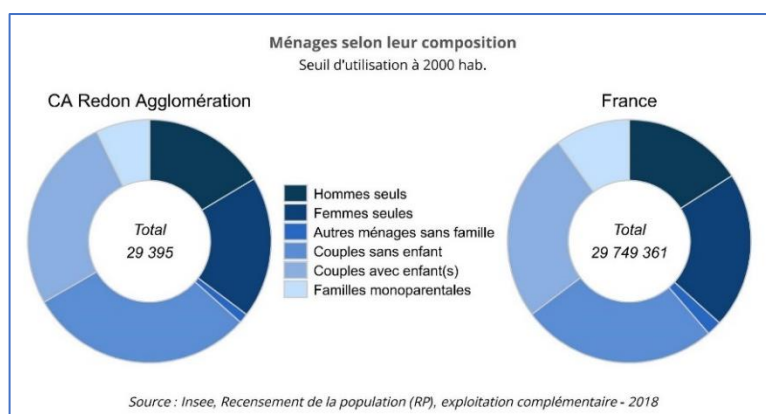 Ménages selon leur composition
Seuil d'utilisation à 2000 hab.
CA Redon Agglomération
France
Total
29 395
Hommes seuls
Femmes seules
Autres ménages sans famille
Couples sans enfant
Couples avec enfant(s)
Familles monoparentales
Total
29 749 361
Source : Insee, Recensement de la population (RP), exploitation complémentaire - 2018